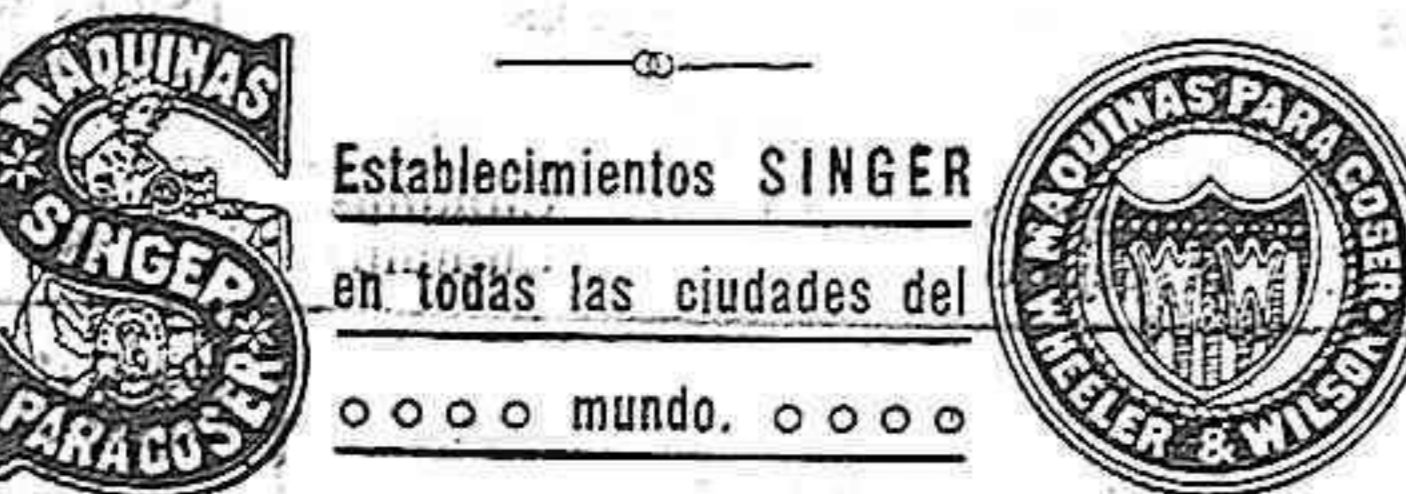 MAQUINAS
SINGER
PARA COSER
Establecimientos SINGER
en todas las ciudades del
mundo.
MAQUINAS PARA COSER
WHEELER & WILSON